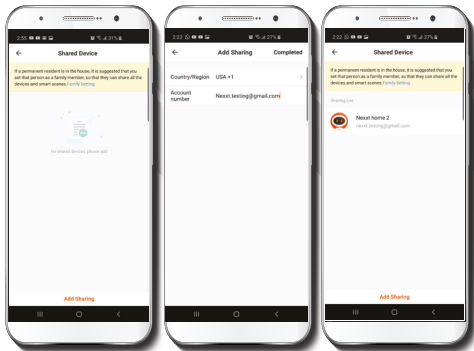 2:55
31%
Shared Device
If a permanent resident is in the house, it is suggested that you
set that person as a family member, so that they can share all the
devices and smart scenes.Family Setting
No shared devices, please add
Add Sharing
2:22
27%
Add Sharing
Completed
Country/Region
USA +1
Account
number
Nexxt.testing@gmail.com
2:22
27%
Shared Device
If a permanent resident is in the house, it is suggested that you
set that person as a family member, so that they can share all the
devices and smart scenes.Family Setting
Sharing List
Nexxt home 2
nexxt.testing@gmail.com
Add Sharing